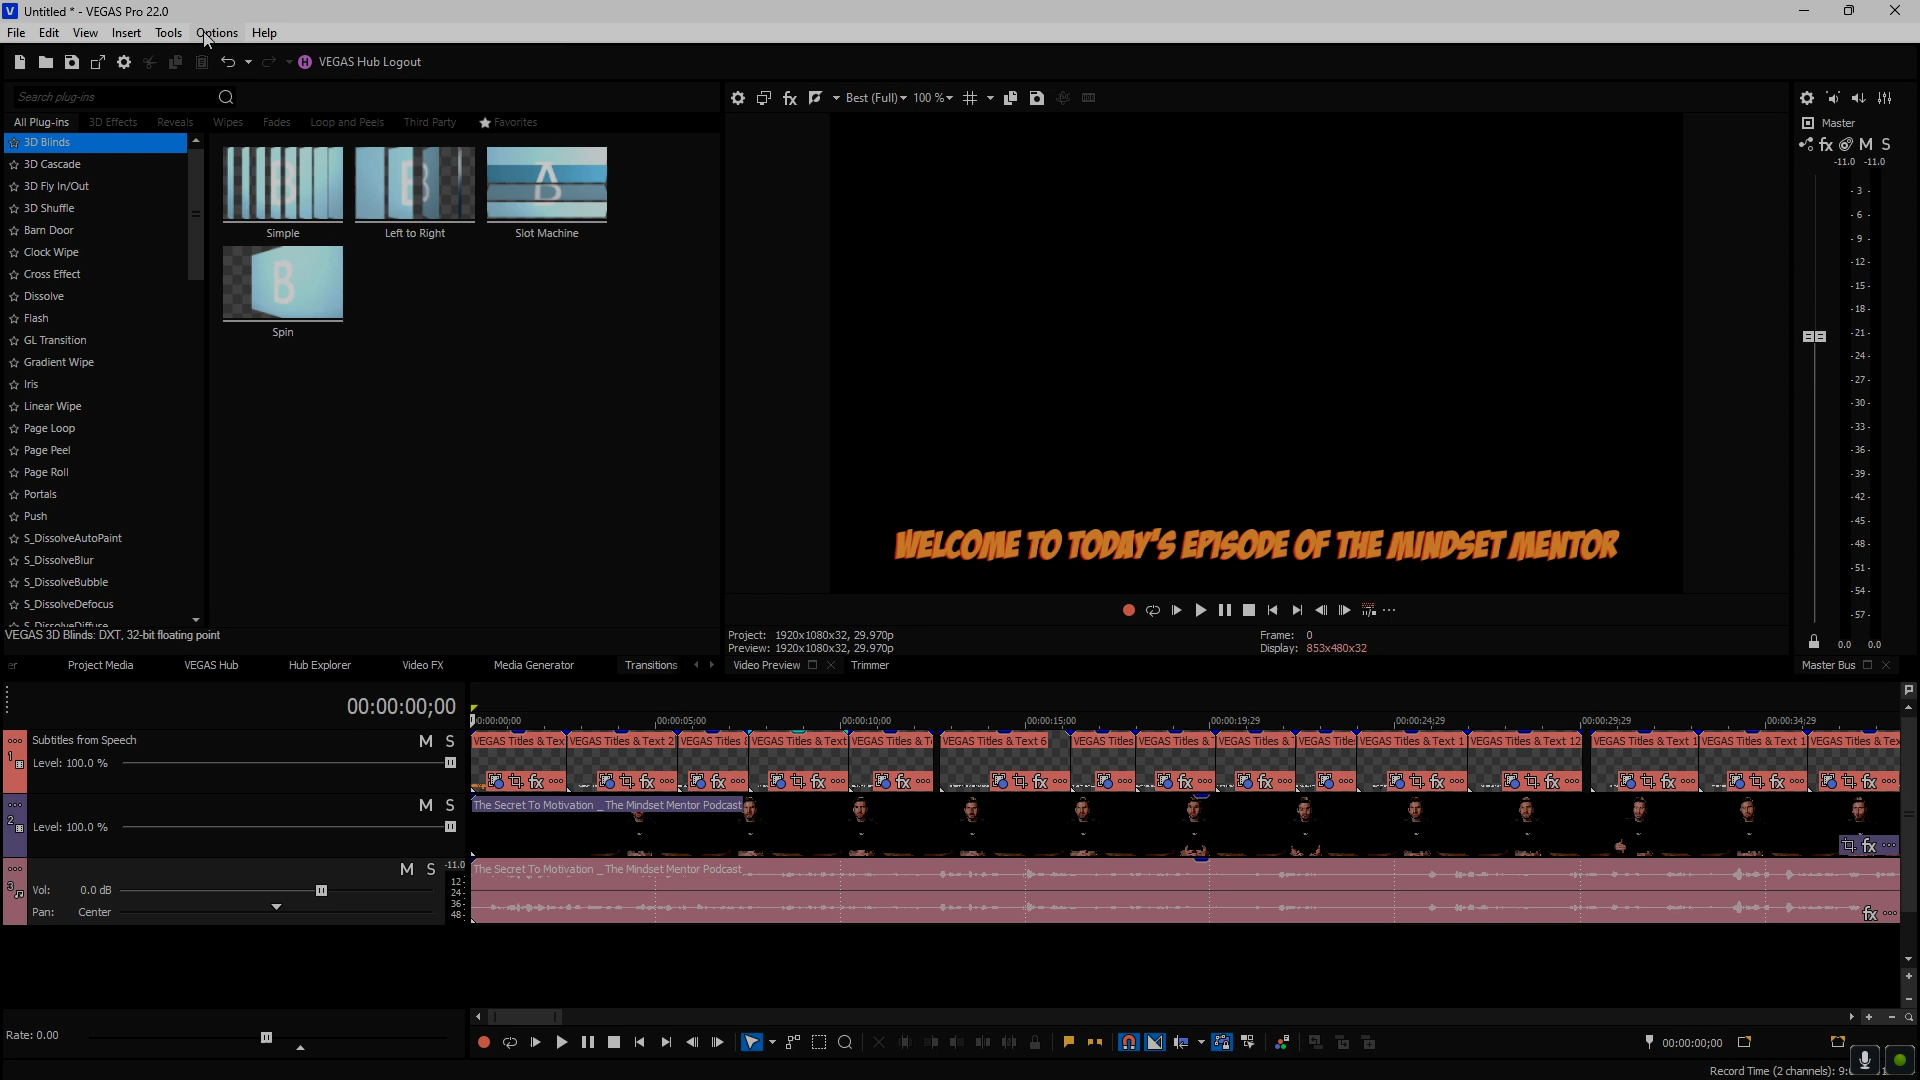 Untitled * - VEGAS Pro 22.0
File Edit View Insert Tools Options Help
VEGAS Hub Logout
Search plug-ins
All Plug-ins 3D Effects Reveals Wipes Fades Loop and Peels Third Party Favorites
3D Blinds
3D Cascade
3D Fly In/Out
3D Shuffle
Barn Door
Clock Wipe
Cross Effect
Dissolve
Flash
GL Transition
Gradient Wipe
Iris
Linear Wipe
Page Loop
Page Peel
Page Roll
Portals
Push
S_DissolveAutoPaint
S_DissolveBlur
S_DissolveBubble
S_DissolveDefocus
S_DissolveDiffuse
Simple
Left to Right
Slot Machine
Spin
VEGAS 3D Blinds: DXT, 32-bit floating point
Project Media VEGAS Hub Hub Explorer Video FX Media Generator Transitions
Best (Full) 100 %
WELCOME TO TODAY'S EPISODE OF THE MINDSET MENTOR
Project: 1920x1080x32, 29.970p
Preview: 1920x1080x32, 29.970p
Frame: 0
Display: 853x480x32
Video Preview Trimmer
Master
fx M S
-11.0 -11.0
-3-
-6-
-9-
-12-
-15-
-18-
-21-
-24-
-27-
-30-
-33-
-36-
-39-
-42-
-45-
-48-
-51-
-54-
-57-
0.0 0.0
Master Bus
00:00:00;00
0:00:00;00 00:00:05;00 00:00:10;00 00:00:15;00 00:00:19;29 00:00:24;29 00:00:29;29 00:00:34;29
1 Subtitles from Speech M S
Level: 100.0 %
VEGAS Titles & Tex VEGAS Titles & Text 2 VEGAS Titles & VEGAS Titles & Text VEGAS Titles & T VEGAS Titles & Text 6 VEGAS Titles VEGAS Titles & VEGAS Titles & VEGAS Title VEGAS Titles & Text 1 VEGAS Titles & Text 12 VEGAS Titles & Text 1 VEGAS Titles & Text 1 VEGAS Titles & Tex
2 M S
Level: 100.0 %
The Secret To Motivation _ The Mindset Mentor Podcast
3 M S -11.0
Vol: 0.0 dB
Pan: Center
12-
24-
36-
48-
The Secret To Motivation _ The Mindset Mentor Podcast
Rate: 0.00
00:00:00;00
Record Time (2 channels): 9: